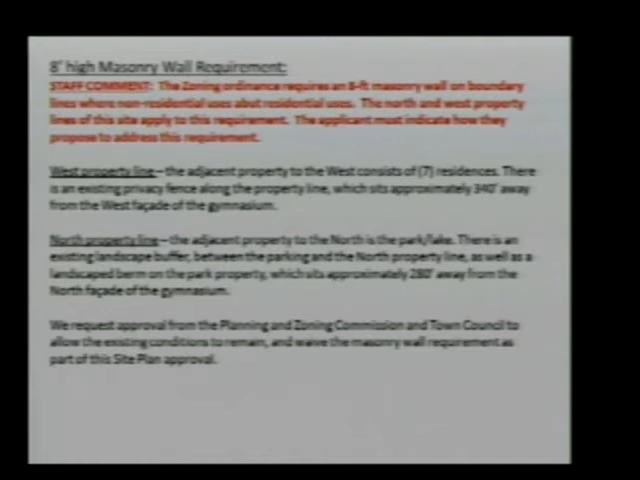 8' high Masonry Wall Requirement:
STAFF COMMENT: The Zoning ordinance requires an 8-ft masonry wall on boundary
lines where non-residential uses abut residential uses. The north and west property
lines of this site apply to this requirement. The applicant must indicate how they
propose to address this requirement.
West property line – the adjacent property to the West consists of (7) residences. There
is an existing privacy fence along the property line, which sits approximately 340' away
from the West façade of the gymnasium.
North property line – the adjacent property to the North is the park/lake. There is an
existing landscape buffer, between the parking and the North property line, as well as a
landscaped berm on the park property, which sits approximately 280' away from the
North façade of the gymnasium.
We request approval from the Planning and Zoning Commission and Town Council to
allow the existing conditions to remain, and waive the masonry wall requirement as
part of this Site Plan approval.